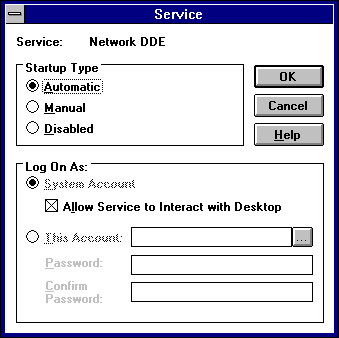 Service
Service: Network DDE
Startup Type
Automatic
Manual
Disabled
OK
Cancel
Help
Log On As:
System Account
Allow Service to Interact with Desktop
This Account:
...
Password:
Confirm
Password: